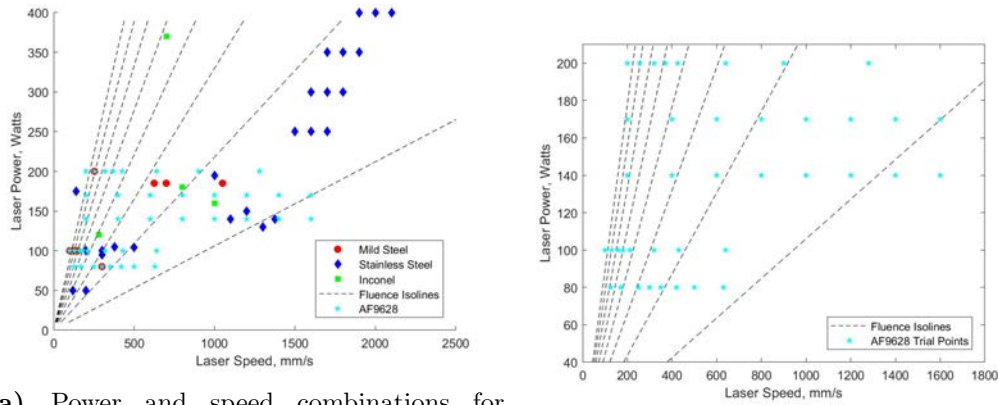 400
350
300
250
200
150
100
50
0
Laser Power, Watts
0 500 1000 1500 2000 2500
Laser Speed, mm/s
Mild Steel
Stainless Steel
Inconel
Fluence Isolines
AF9628
200
180
160
140
120
100
80
60
40
Laser Power, Watts
0 200 400 600 800 1000 1200 1400 1600 1800
Laser Speed, mm/s
Fluence Isolines
AF9628 Trial Points
a) Power and speed combinations for